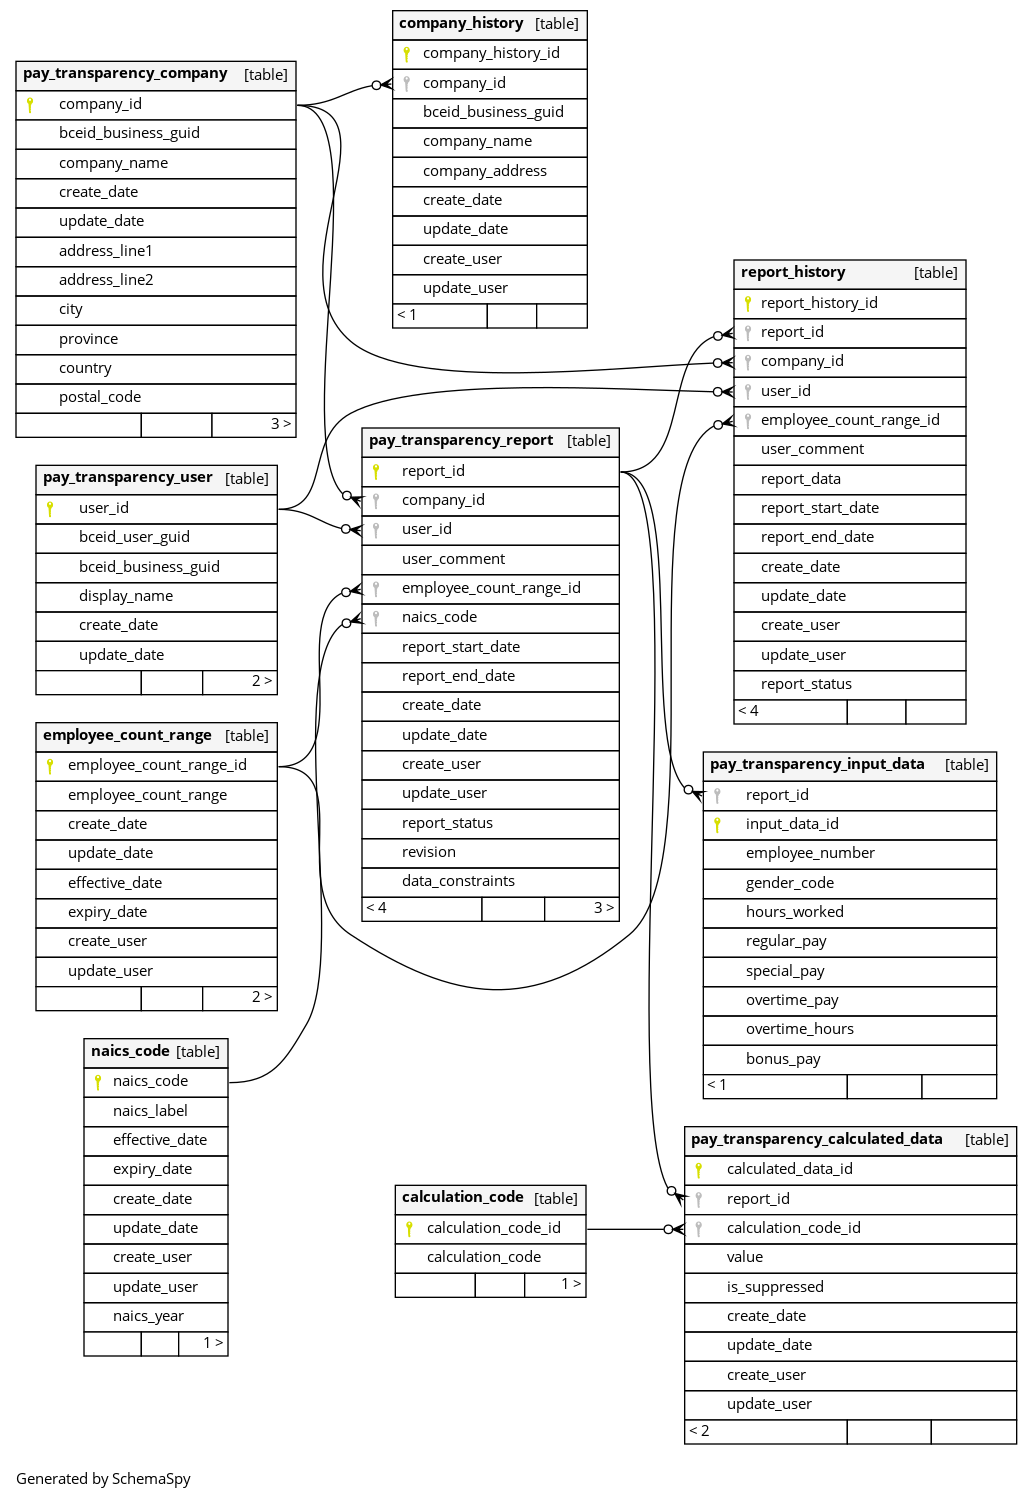 company_history [table]
company_history_id
company_id
bceid_business_guid
company_name
company_address
create_date
update_date
create_user
update_user
< 1
pay_transparency_company [table]
company_id
bceid_business_guid
company_name
create_date
update_date
address_line1
address_line2
city
province
country
postal_code
3 >
report_history [table]
report_history_id
report_id
company_id
user_id
employee_count_range_id
user_comment
report_data
report_start_date
report_end_date
create_date
update_date
create_user
update_user
report_status
< 4
pay_transparency_report [table]
report_id
company_id
user_id
user_comment
employee_count_range_id
naics_code
report_start_date
report_end_date
create_date
update_date
create_user
update_user
report_status
revision
data_constraints
< 4 3 >
pay_transparency_user [table]
user_id
bceid_user_guid
bceid_business_guid
display_name
create_date
update_date
2 >
employee_count_range [table]
employee_count_range_id
employee_count_range
create_date
update_date
effective_date
expiry_date
create_user
update_user
2 >
pay_transparency_input_data [table]
report_id
input_data_id
employee_number
gender_code
hours_worked
regular_pay
special_pay
overtime_pay
overtime_hours
bonus_pay
< 1
naics_code [table]
naics_code
naics_label
effective_date
expiry_date
create_date
update_date
create_user
update_user
naics_year
1 >
calculation_code [table]
calculation_code_id
calculation_code
1 >
pay_transparency_calculated_data [table]
calculated_data_id
report_id
calculation_code_id
value
is_suppressed
create_date
update_date
create_user
update_user
< 2
Generated by SchemaSpy